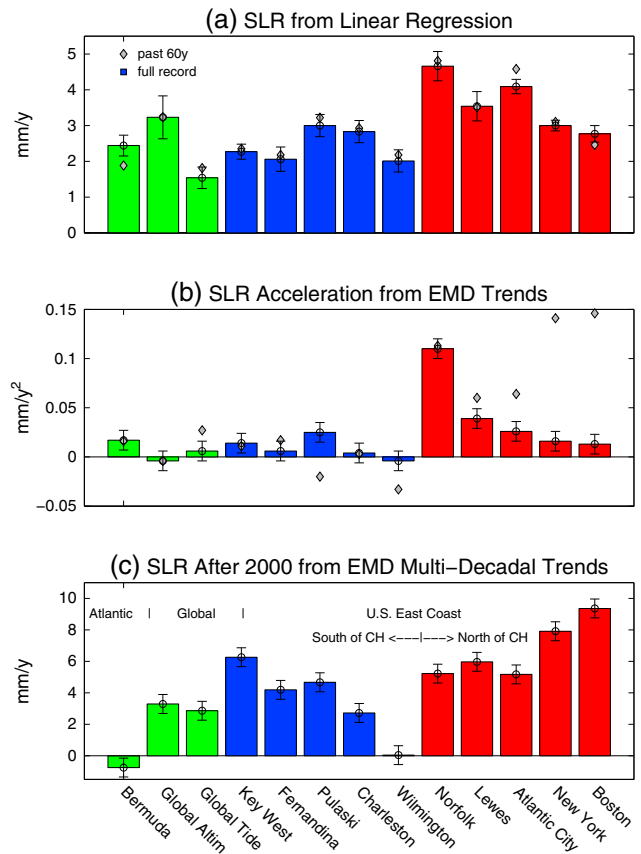 (a) SLR from Linear Regression
past 60y
full record
mm/y
5
4
3
2
1
0
(b) SLR Acceleration from EMD Trends
mm/y²
0.15
0.1
0.05
0
−0.05
(c) SLR After 2000 from EMD Multi−Decadal Trends
Atlantic | Global | U.S. East Coast
South of CH <−−−|−−−> North of CH
mm/y
10
8
6
4
2
0
Bermuda
Global Altim
Global Tide
Key West
Fernandina
Pulaski
Charleston
Wilmington
Norfolk
Lewes
Atlantic City
New York
Boston